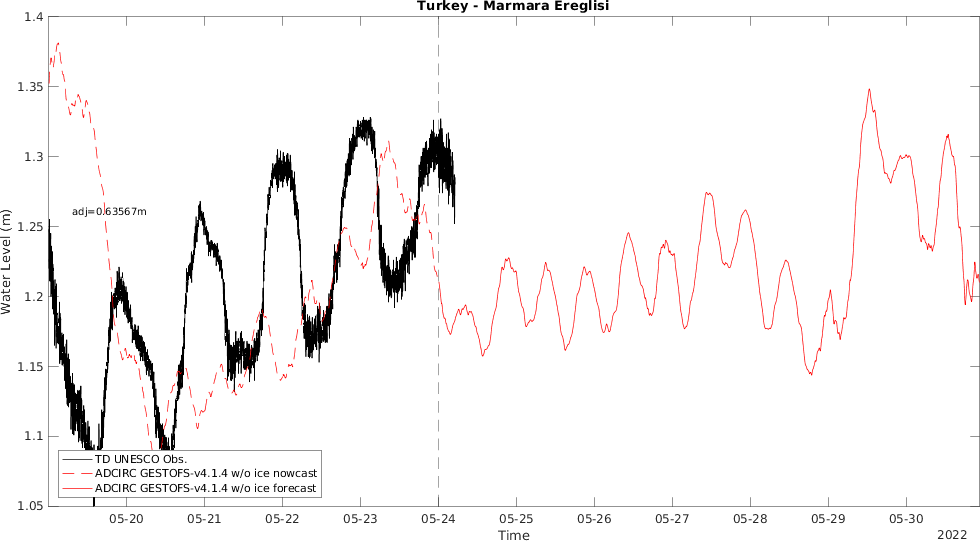 Turkey - Marmara Ereglisi
1.4
1.35
1.3
1.25
1.2
1.15
1.1
1.05
Water Level (m)
adj=0.63567m
TD UNESCO Obs.
ADCIRC GESTOFS-v4.1.4 w/o ice nowcast
ADCIRC GESTOFS-v4.1.4 w/o ice forecast
05-20 05-21 05-22 05-23 05-24 05-25 05-26 05-27 05-28 05-29 05-30
Time
2022